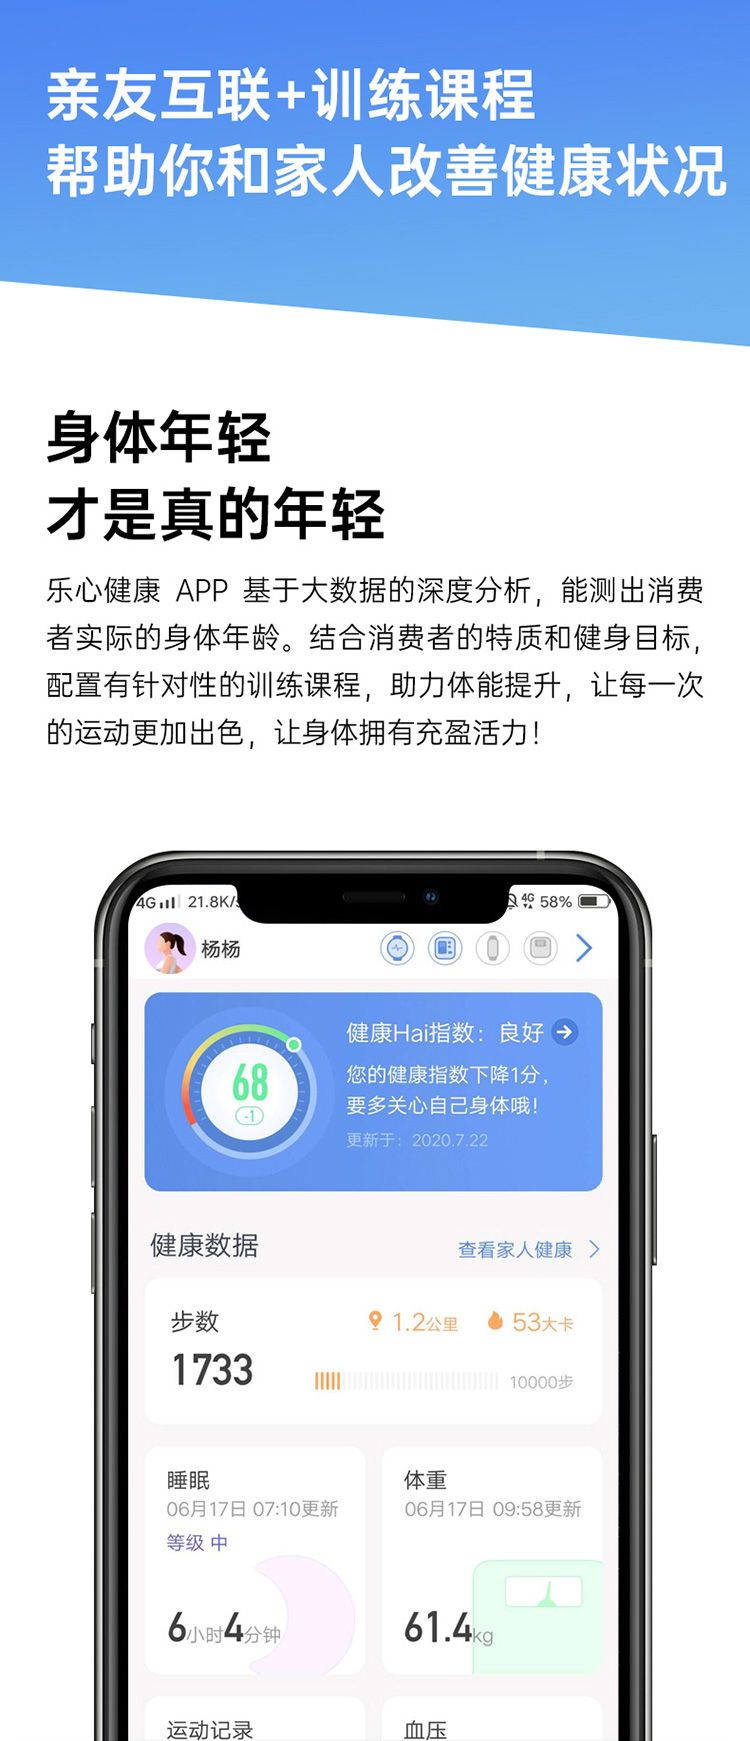 亲友互联+训练课程
帮助你和家人改善健康状况
身体年轻
才是真的年轻
乐心健康 APP 基于大数据的深度分析，能测出消费
者实际的身体年龄。结合消费者的特质和健身目标，
配置有针对性的训练课程，助力体能提升，让每一次
的运动更加出色，让身体拥有充盈活力！
4G 21.8K/ 4G 58%
杨杨
健康Hai指数：良好
68
-1
您的健康指数下降1分，
要多关心自己身体哦！
更新于：2020.7.22
健康数据 查看家人健康
步数 1.2公里 53大卡
1733 10000步
睡眠
06月17日 07:10更新
等级 中
6小时4分钟
体重
06月17日 09:58更新
61.4kg
运动记录 血压